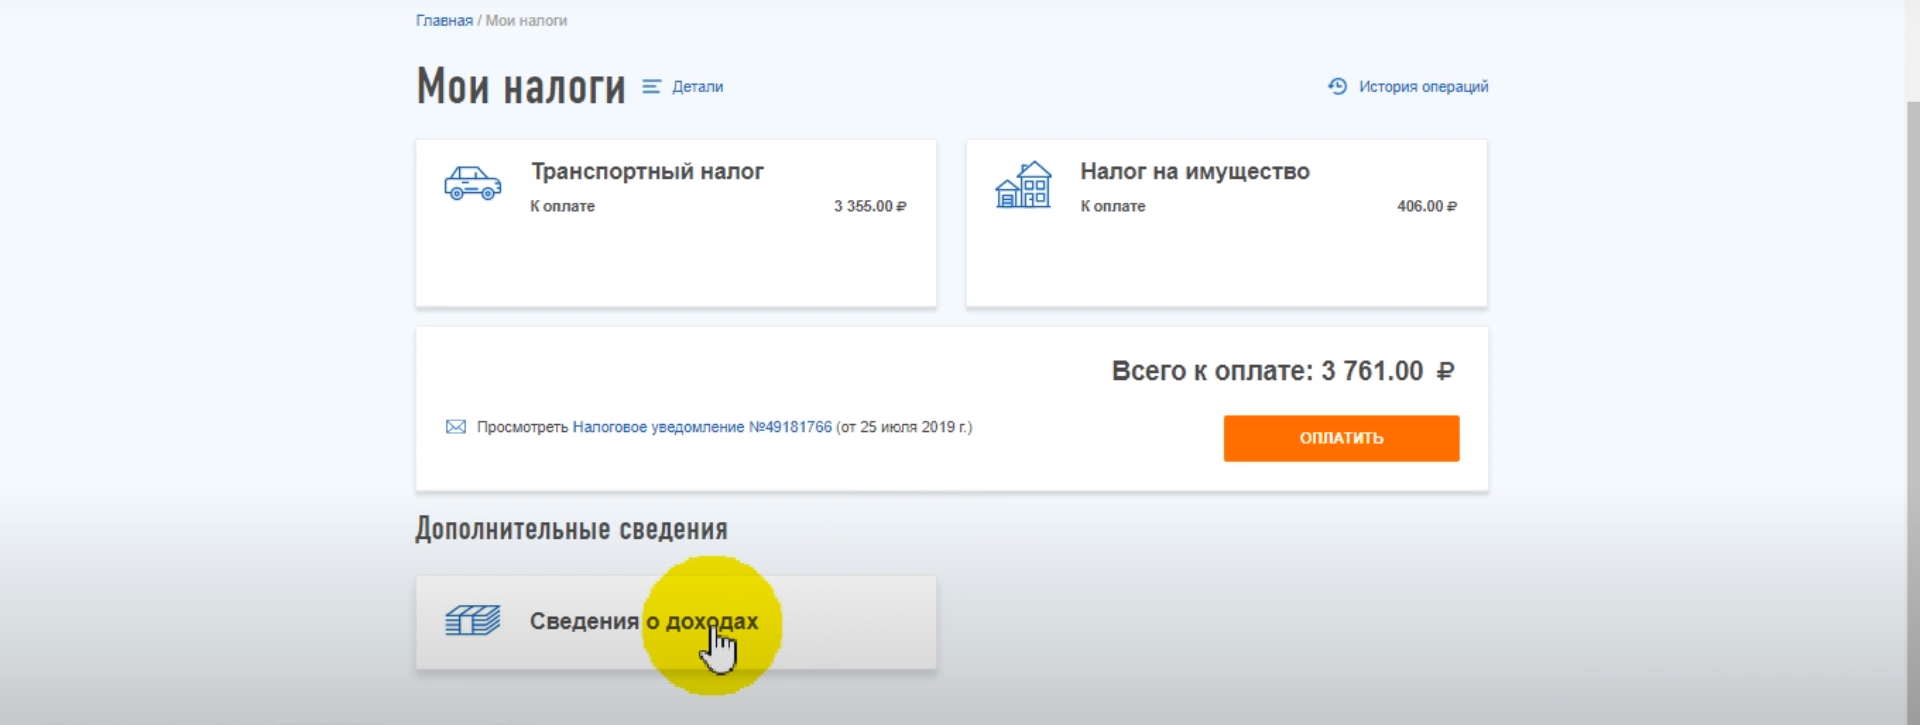 Главная / Мои налоги
Мои налоги Детали История операций
Транспортный налог
К оплате 3 355.00 ₽
Налог на имущество
К оплате 406.00 ₽
Всего к оплате: 3 761.00 ₽
Просмотреть Налоговое уведомление №49181766 (от 25 июля 2019 г.)
ОПЛАТИТЬ
Дополнительные сведения
Сведения о доходах